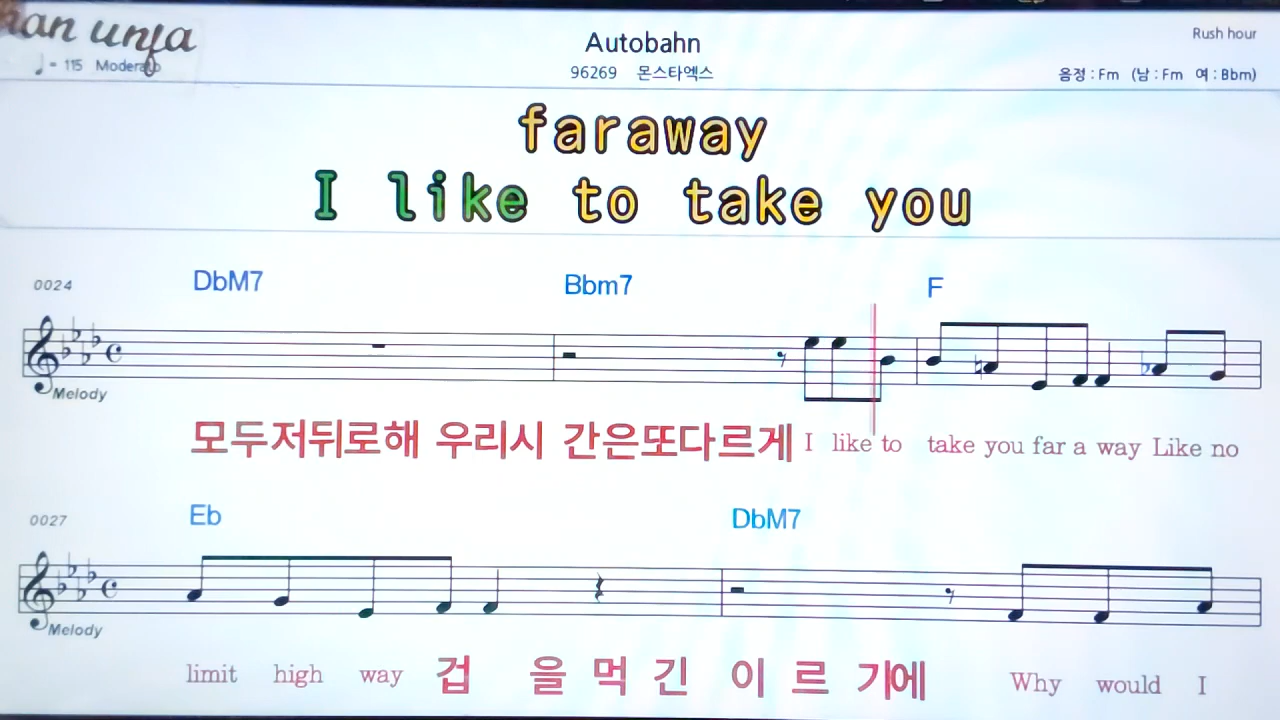 an unfa
♩= 115 Moderato
Autobahn
96269 몬스타엑스
Rush hour
음정 : Fm (남 : Fm 여 : Bbm)
faraway
I like to take you
0024 DbM7 Bbm7 F
Melody
모두저뒤로해 우리시 간은또다르게 I like to take you far a way Like no
0027 Eb DbM7
Melody
limit high way 겁 을 먹 긴 이 르 기에 Why would I